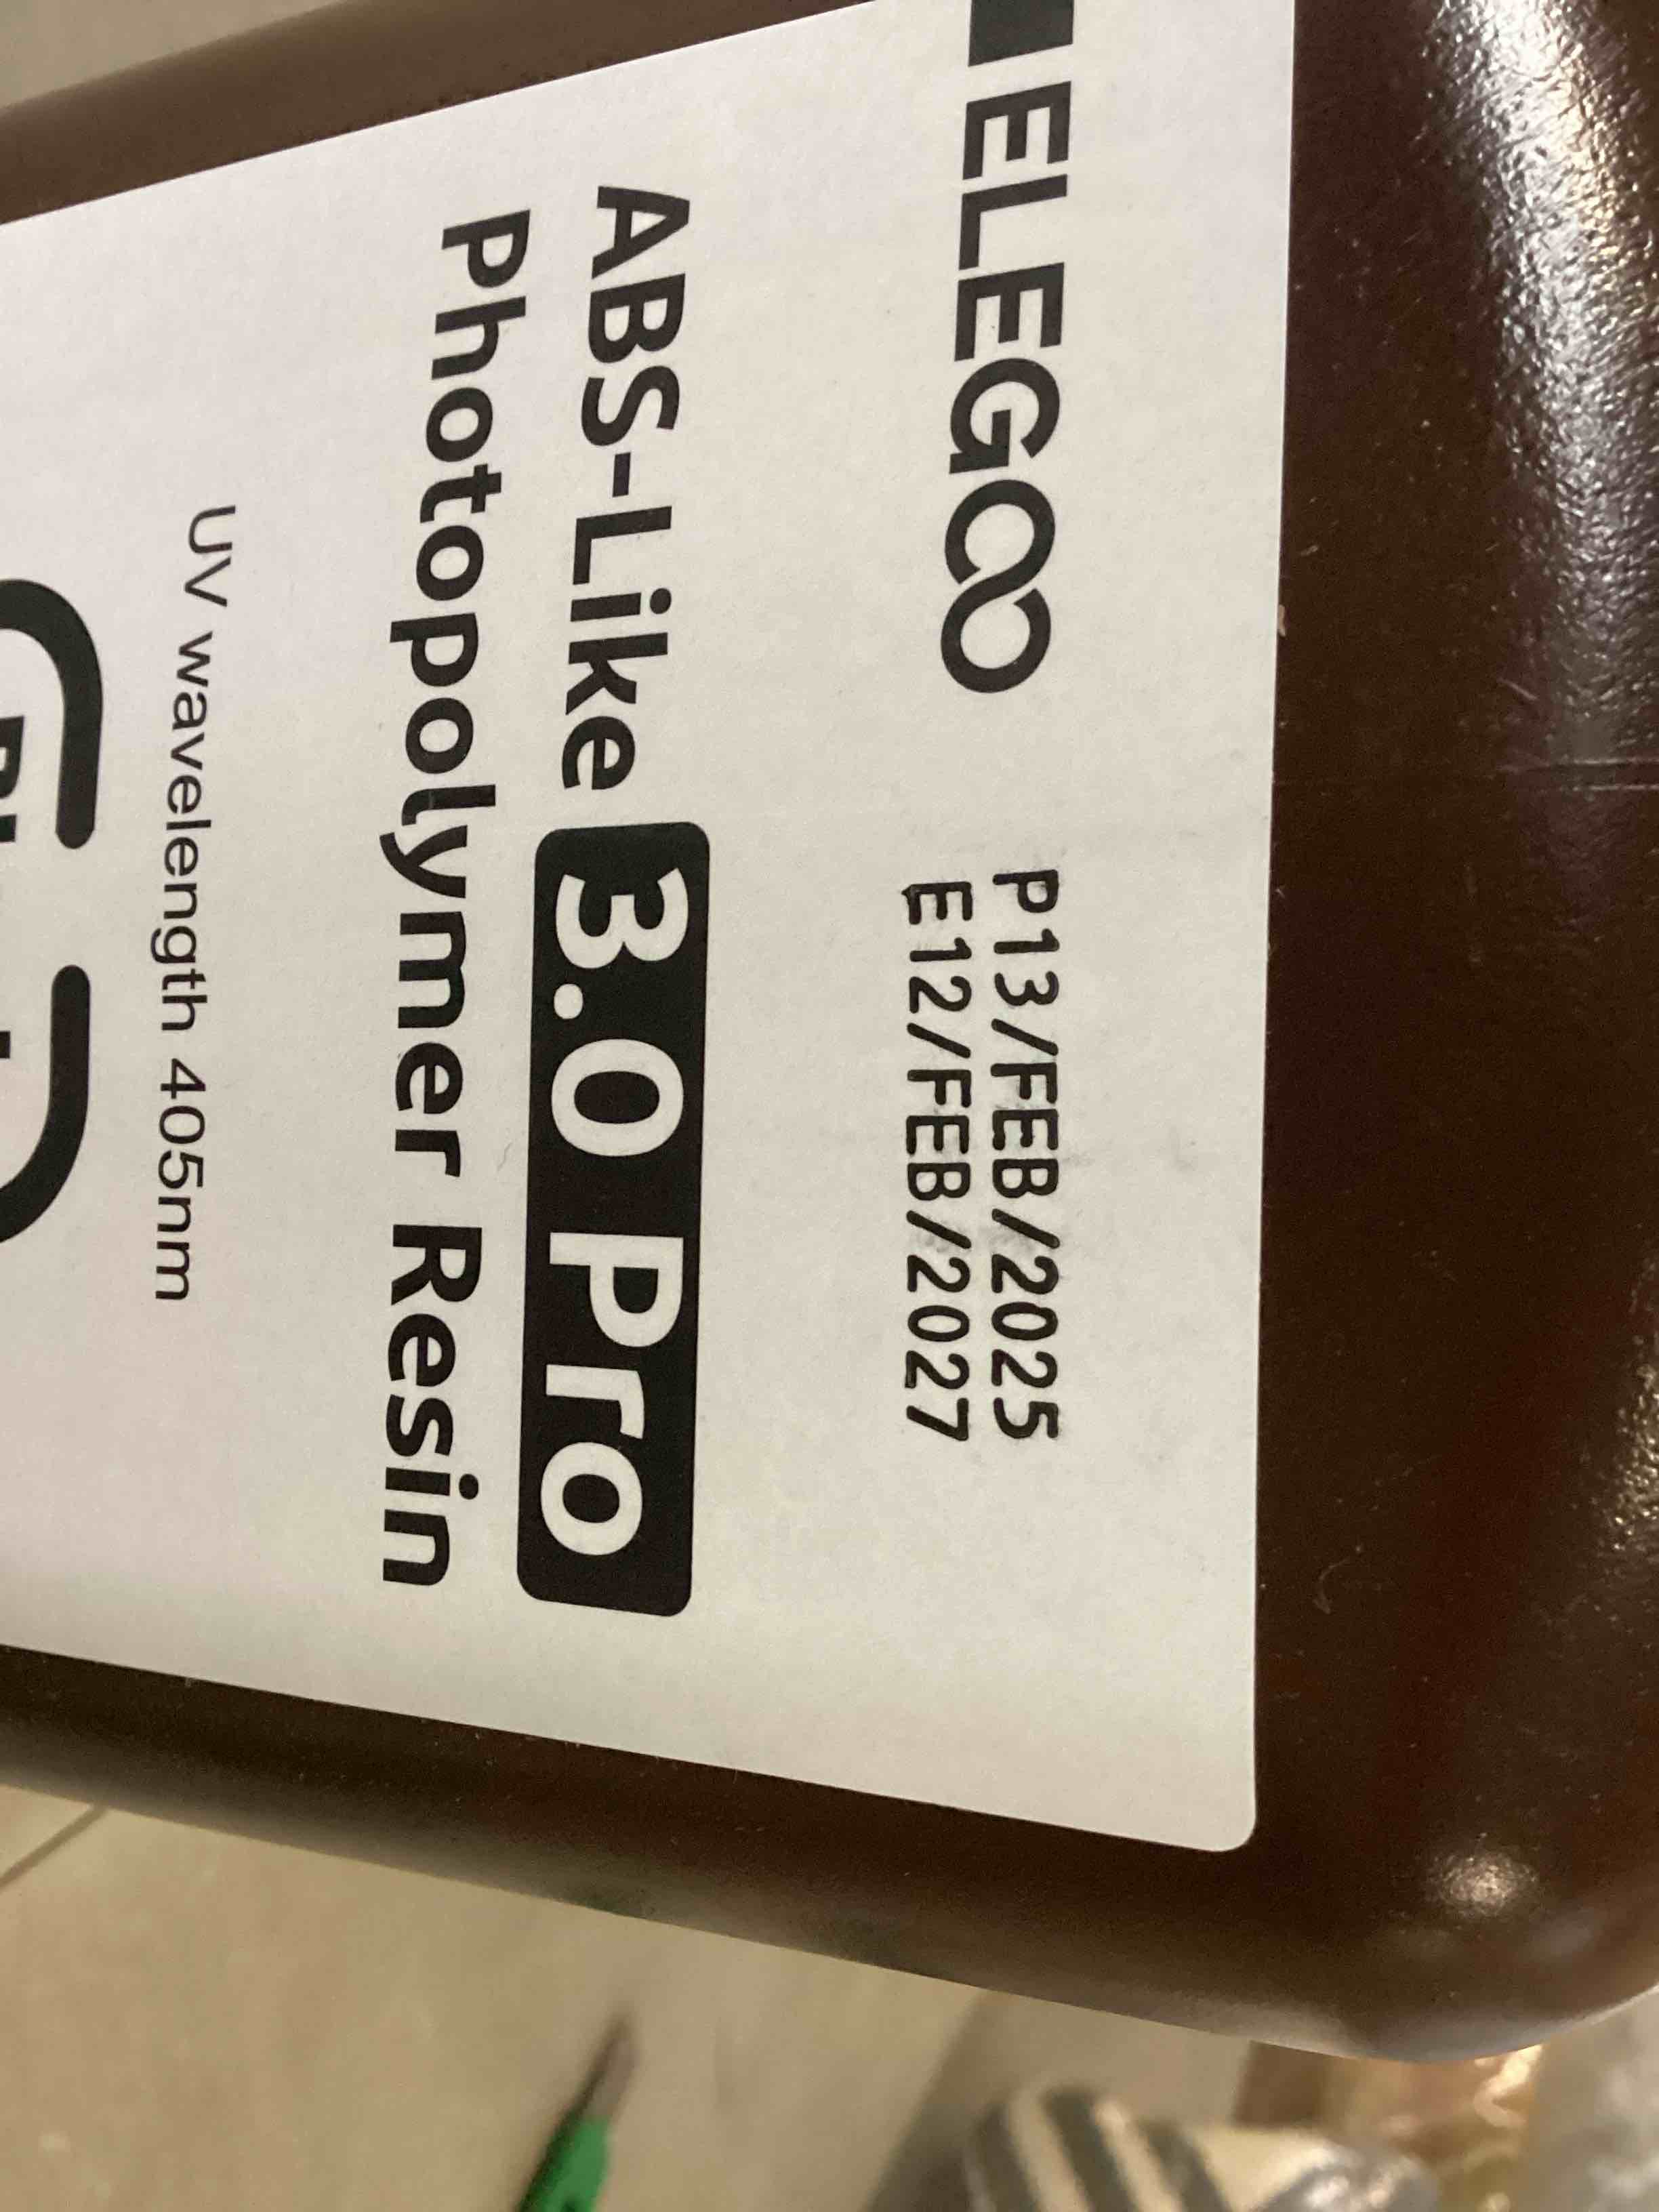 ELEGOO
P13/FEB/2025
E12/FEB/2027
ABS-Like 3.0 Pro
Photopolymer Resin
UV wavelength 405nm